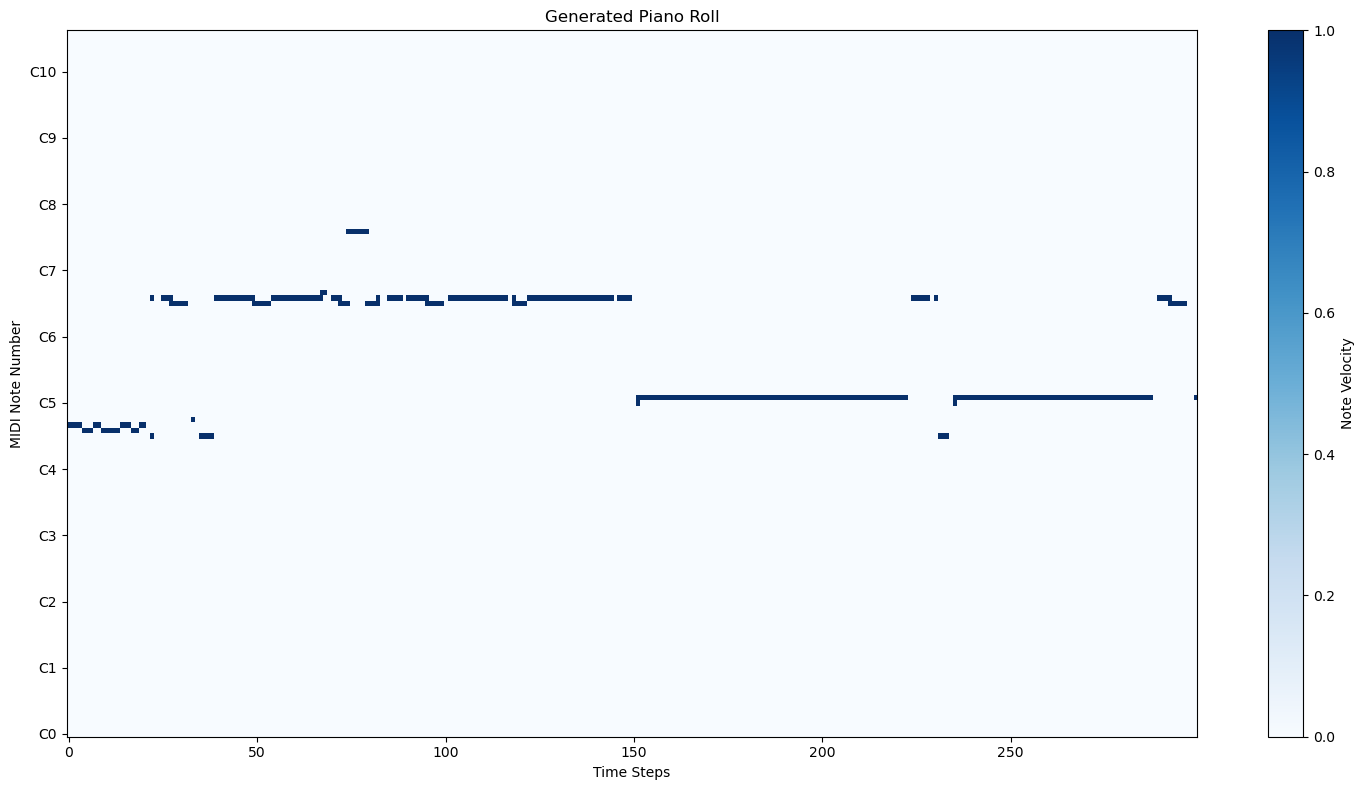 Generated Piano Roll
MIDI Note Number
C10
C9
C8
C7
C6
C5
C4
C3
C2
C1
C0
0
50
100
150
200
250
Time Steps
1.0
0.8
0.6
0.4
0.2
0.0
Note Velocity